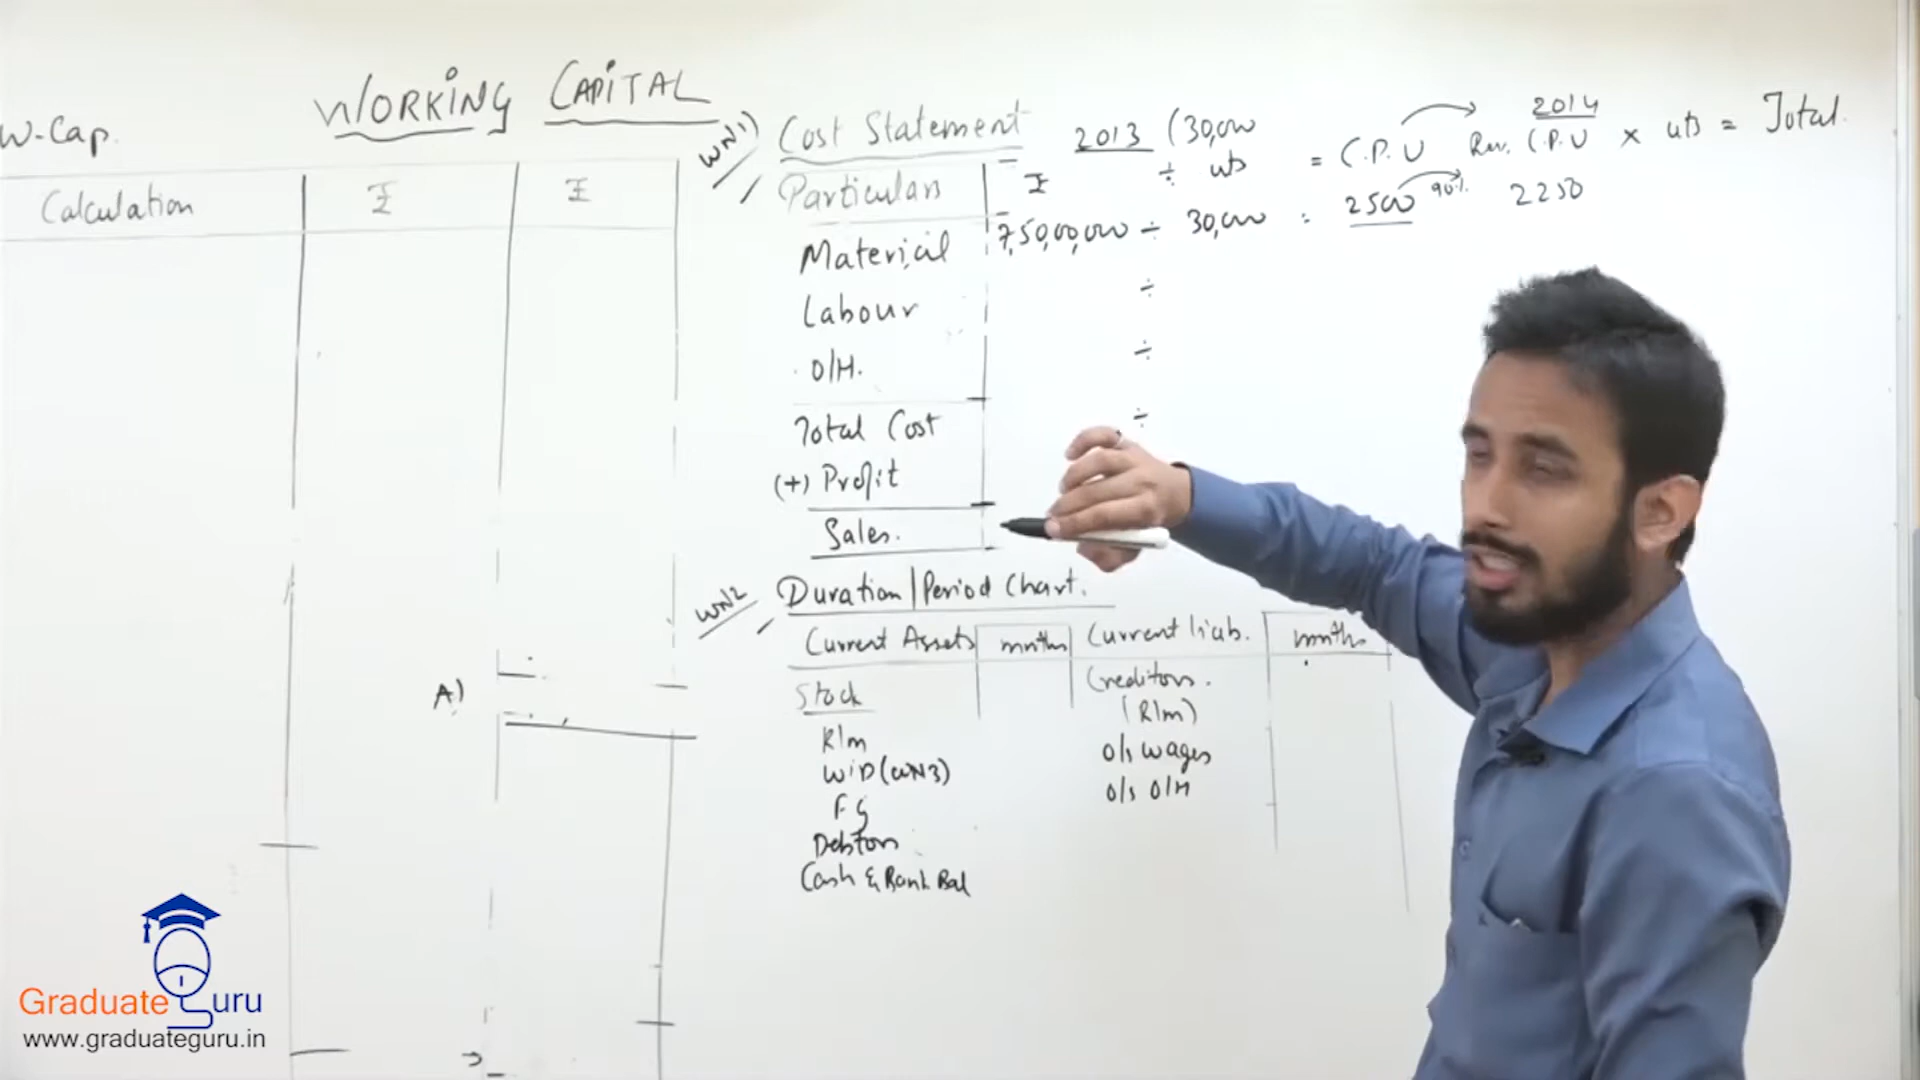 WORKING CAPITAL
W-Cap.
Calculation ₹ ₹
A)
WN1) Cost Statement
2013 (30,000
2014
Particulars ₹ ÷ uts = C.P.U Rev. C.P.U × uts = Total.
Material 7,50,00,000 ÷ 30,000 = 2500 90% 2250
Labour ÷
O/H. ÷
Total Cost ÷
(+) Profit
Sales.
WN2 Duration/Period Chart.
Current Assets months Current liab. months
Stock Creditors.
R/m (R/m)
WIP (WN3) O/s wages
FG O/s O/H
Debtors
Cash & Bank Bal
Graduate Guru
www.graduateguru.in